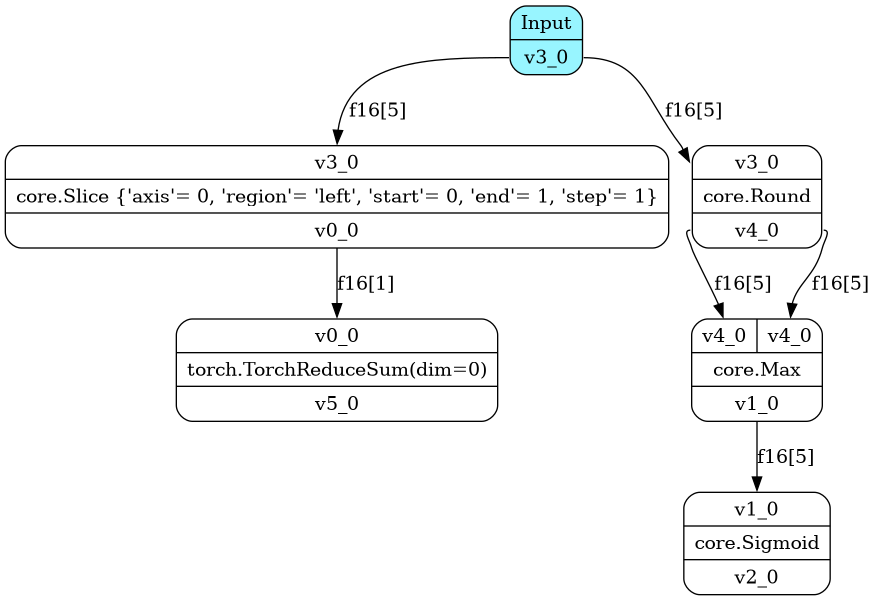 Input
v3_0
f16[5]
f16[5]
v3_0
core.Slice {'axis'= 0, 'region'= 'left', 'start'= 0, 'end'= 1, 'step'= 1}
v0_0
v3_0
core.Round
v4_0
f16[1]
f16[5]
f16[5]
v0_0
torch.TorchReduceSum(dim=0)
v5_0
v4_0
v4_0
core.Max
v1_0
f16[5]
v1_0
core.Sigmoid
v2_0